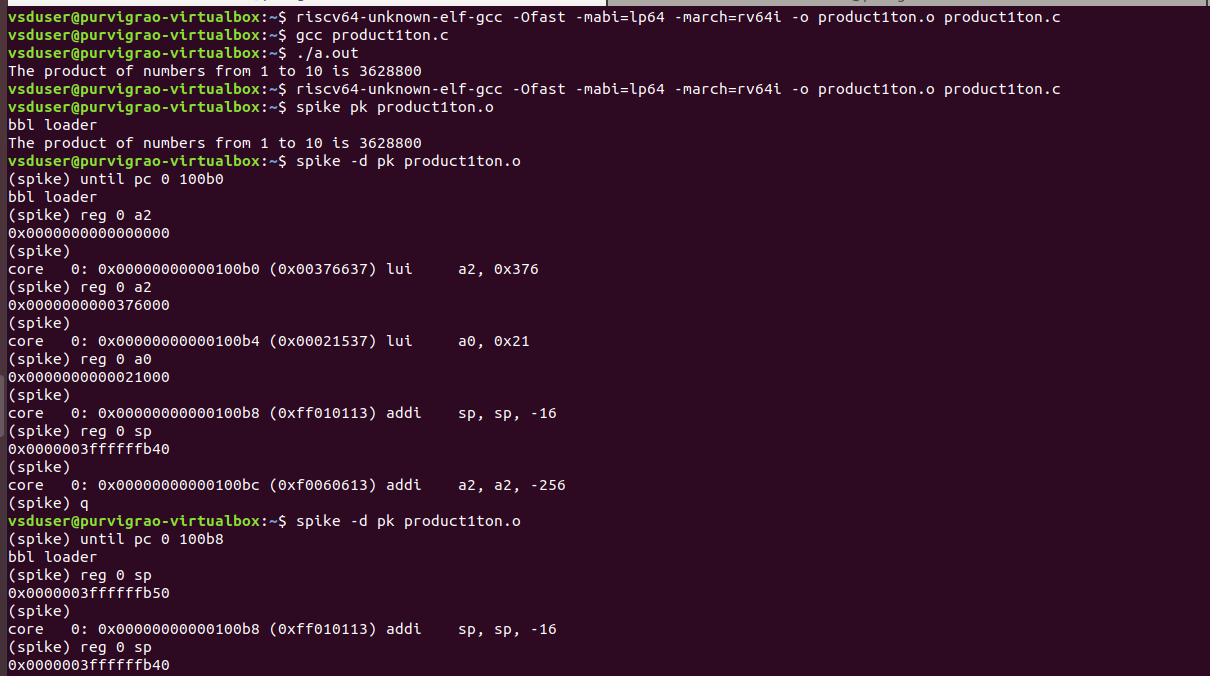 vsduser@purvigrao-virtualbox:~$ riscv64-unknown-elf-gcc -Ofast -mabi=lp64 -march=rv64i -o product1ton.o product1ton.c
vsduser@purvigrao-virtualbox:~$ gcc product1ton.c
vsduser@purvigrao-virtualbox:~$ ./a.out
The product of numbers from 1 to 10 is 3628800
vsduser@purvigrao-virtualbox:~$ riscv64-unknown-elf-gcc -Ofast -mabi=lp64 -march=rv64i -o product1ton.o product1ton.c
vsduser@purvigrao-virtualbox:~$ spike pk product1ton.o
bbl loader
The product of numbers from 1 to 10 is 3628800
vsduser@purvigrao-virtualbox:~$ spike -d pk product1ton.o
(spike) until pc 0 100b0
bbl loader
(spike) reg 0 a2
0x0000000000000000
(spike)
core   0: 0x00000000000100b0 (0x00376637) lui     a2, 0x376
(spike) reg 0 a2
0x0000000000376000
(spike)
core   0: 0x00000000000100b4 (0x00021537) lui     a0, 0x21
(spike) reg 0 a0
0x0000000000021000
(spike)
core   0: 0x00000000000100b8 (0xff010113) addi    sp, sp, -16
(spike) reg 0 sp
0x0000003ffffffb40
(spike)
core   0: 0x00000000000100bc (0xf0060613) addi    a2, a2, -256
(spike) q
vsduser@purvigrao-virtualbox:~$ spike -d pk product1ton.o
(spike) until pc 0 100b8
bbl loader
(spike) reg 0 sp
0x0000003ffffffb50
(spike)
core   0: 0x00000000000100b8 (0xff010113) addi    sp, sp, -16
(spike) reg 0 sp
0x0000003ffffffb40